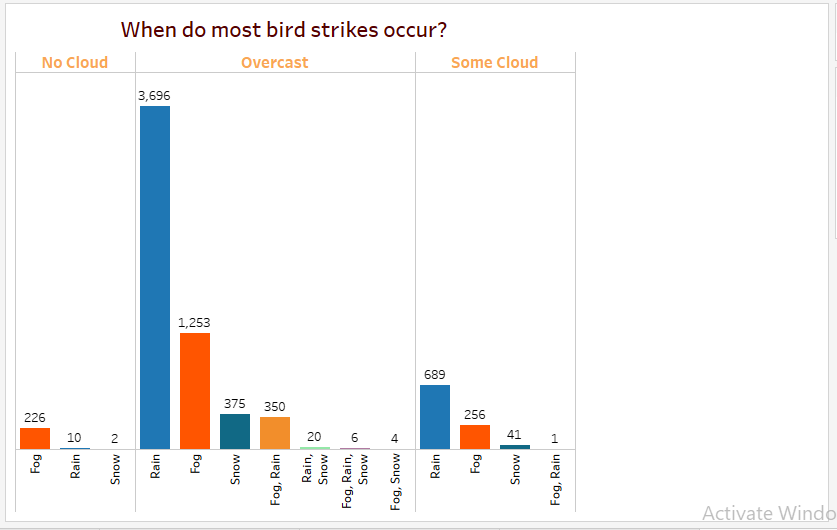 When do most bird strikes occur?
No Cloud
Overcast
Some Cloud
226
10
2
3,696
1,253
375
350
20
6
4
689
256
41
1
Fog
Rain
Snow
Rain
Fog
Snow
Fog, Rain
Rain,
Snow
Fog, Rain,
Snow
Fog, Snow
Rain
Fog
Snow
Fog, Rain
Activate Windo